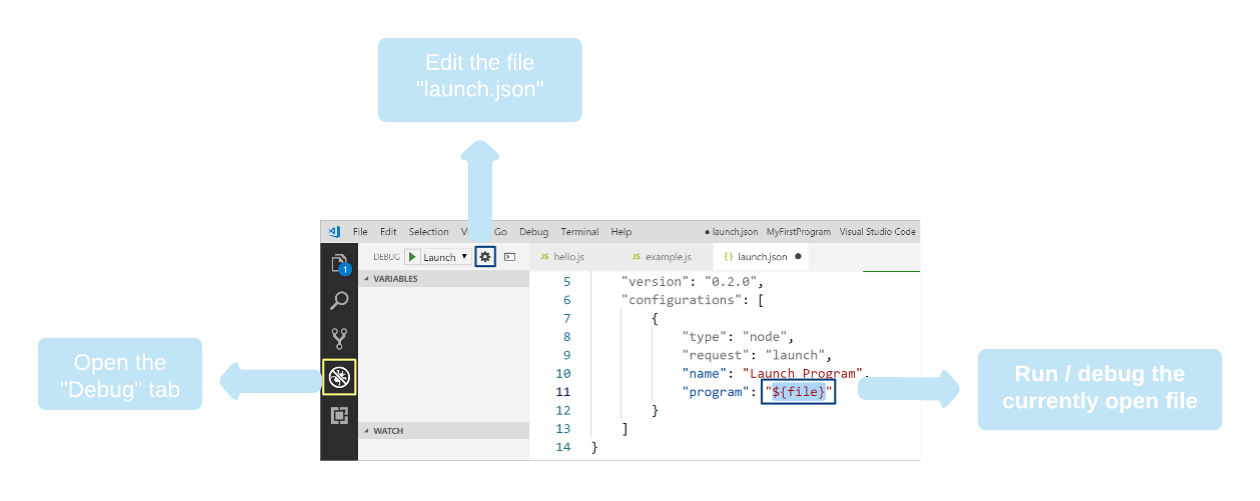 Edit the file
"launch.json"
File Edit Selection V Go Debug Terminal Help ● launch.json MyFirstProgram Visual Studio Code
DEBUG Launch JS hello.js JS example.js {} launch.json ●
1
VARIABLES
5 "version": "0.2.0",
6 "configurations": [
7 {
8 "type": "node",
9 "request": "launch",
10 "name": "Launch Program",
11 "program": "${file}"
12 }
13 ]
14 }
WATCH
Open the
"Debug" tab
Run / debug the
currently open file